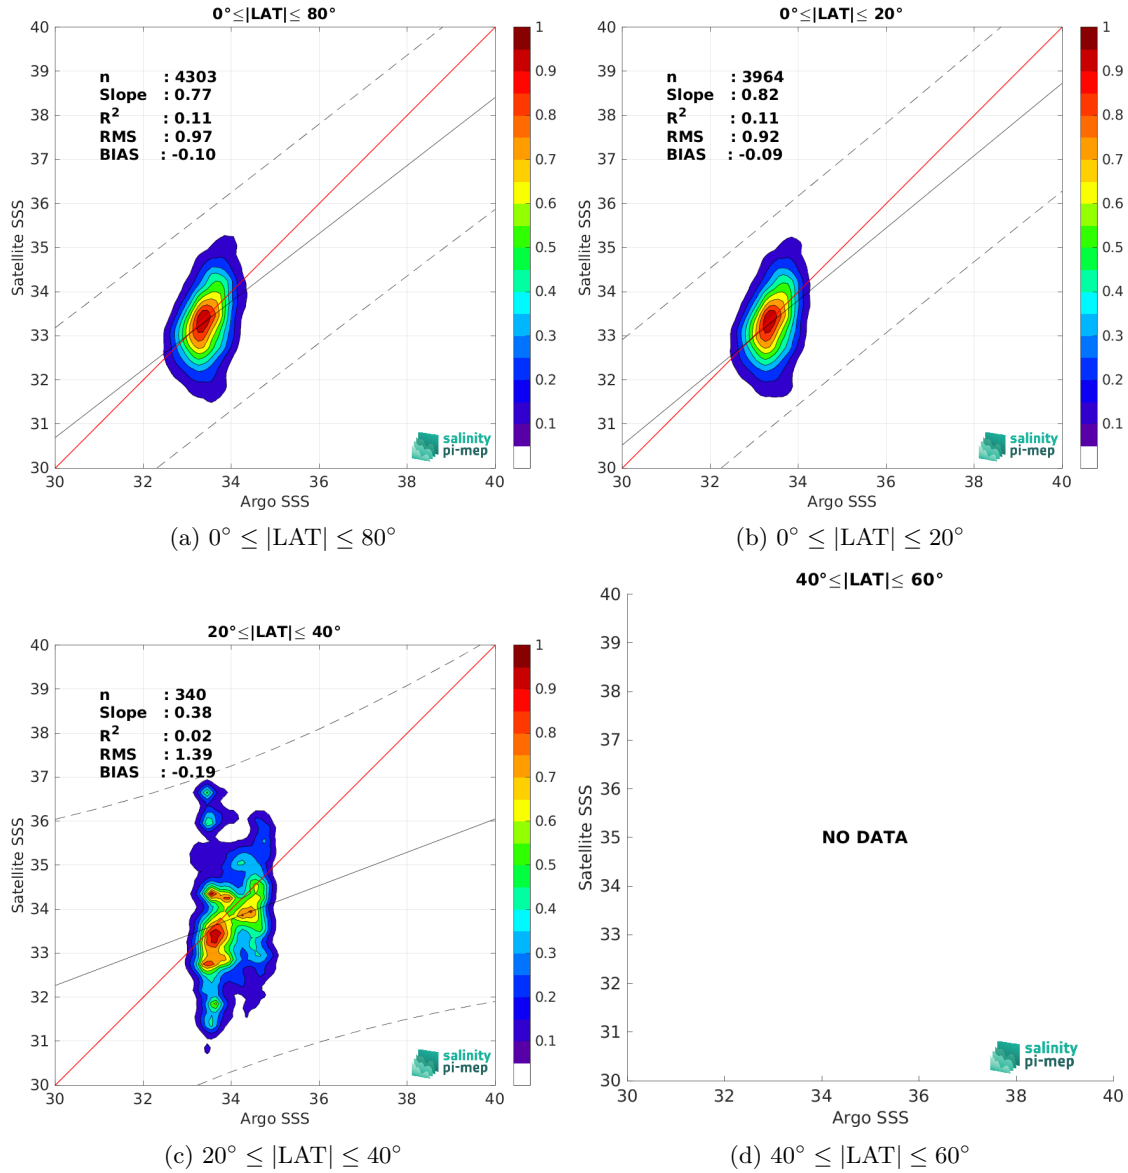 0°≤|LAT|≤ 80°
n : 4303
Slope : 0.77
R² : 0.11
RMS : 0.97
BIAS : -0.10
40
39
38
37
36
35
34
33
32
31
30
Satellite SSS
30 32 34 36 38 40
Argo SSS
1
0.9
0.8
0.7
0.6
0.5
0.4
0.3
0.2
0.1
salinity
pi-mep
(a) 0° ≤ |LAT| ≤ 80°
0°≤|LAT|≤ 20°
n : 3964
Slope : 0.82
R² : 0.11
RMS : 0.92
BIAS : -0.09
40
39
38
37
36
35
34
33
32
31
30
Satellite SSS
30 32 34 36 38 40
Argo SSS
1
0.9
0.8
0.7
0.6
0.5
0.4
0.3
0.2
0.1
salinity
pi-mep
(b) 0° ≤ |LAT| ≤ 20°
20°≤|LAT|≤ 40°
n : 340
Slope : 0.38
R² : 0.02
RMS : 1.39
BIAS : -0.19
40
39
38
37
36
35
34
33
32
31
30
Satellite SSS
30 32 34 36 38 40
Argo SSS
1
0.9
0.8
0.7
0.6
0.5
0.4
0.3
0.2
0.1
salinity
pi-mep
(c) 20° ≤ |LAT| ≤ 40°
40°≤|LAT|≤ 60°
40
39
38
37
36
35
34
33
32
31
30
Satellite SSS
NO DATA
30 32 34 36 38 40
Argo SSS
salinity
pi-mep
(d) 40° ≤ |LAT| ≤ 60°